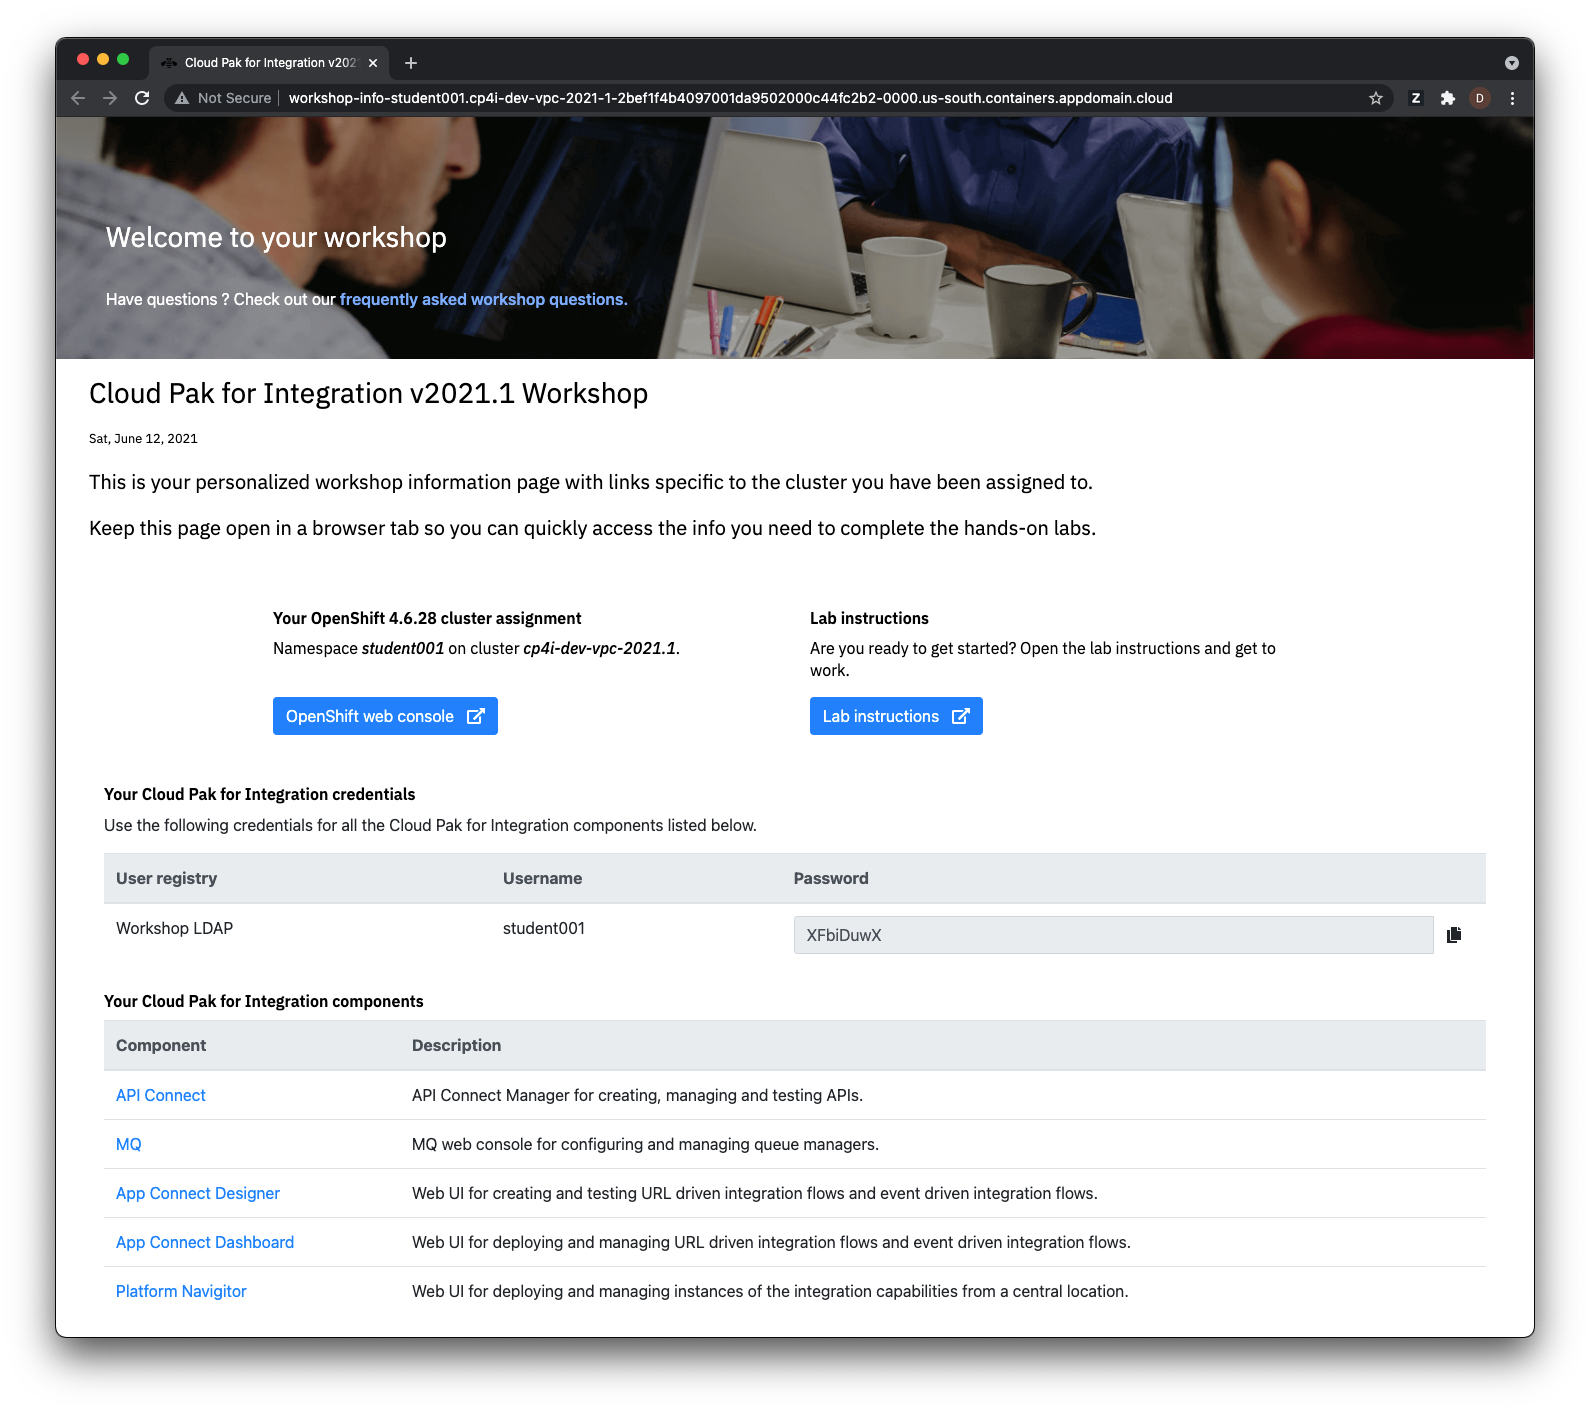 Cloud Pak for Integration v202
Not Secure
workshop-info-student001.cp4i-dev-vpc-2021-1-2bef1f4b4097001da9502000c44fc2b2-0000.us-south.containers.appdomain.cloud
Z
D
Welcome to your workshop
Have questions ? Check out our frequently asked workshop questions.
Cloud Pak for Integration v2021.1 Workshop
Sat, June 12, 2021
This is your personalized workshop information page with links specific to the cluster you have been assigned to.
Keep this page open in a browser tab so you can quickly access the info you need to complete the hands-on labs.
Your OpenShift 4.6.28 cluster assignment
Namespace student001 on cluster cp4i-dev-vpc-2021.1.
OpenShift web console
Lab instructions
Are you ready to get started? Open the lab instructions and get to
work.
Lab instructions
Your Cloud Pak for Integration credentials
Use the following credentials for all the Cloud Pak for Integration components listed below.
User registry Username Password
Workshop LDAP student001 XFbiDuwX
Your Cloud Pak for Integration components
Component Description
API Connect API Connect Manager for creating, managing and testing APIs.
MQ MQ web console for configuring and managing queue managers.
App Connect Designer Web UI for creating and testing URL driven integration flows and event driven integration flows.
App Connect Dashboard Web UI for deploying and managing URL driven integration flows and event driven integration flows.
Platform Navigitor Web UI for deploying and managing instances of the integration capabilities from a central location.